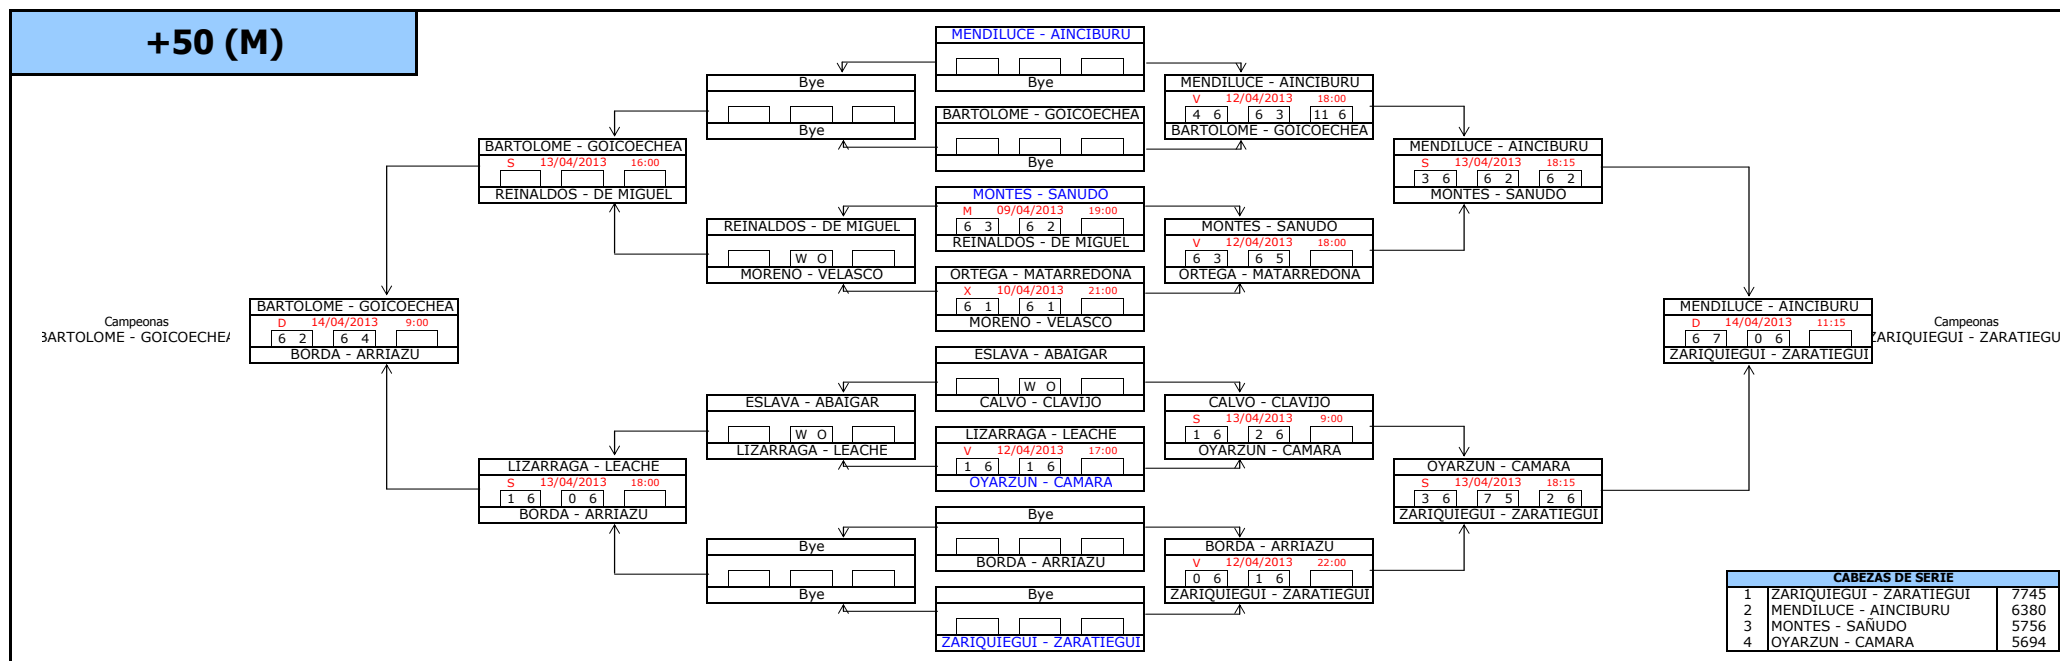 +50 (M)
MENDILUCE - AINCIBURU
Bye
BARTOLOME - GOICOECHEA
Bye
MONTES - SANUDO
M 09/04/2013 19:00
6 3 6 2
REINALDOS - DE MIGUEL
ORTEGA - MATARREDONA
X 10/04/2013 21:00
6 1 6 1
MORENO - VELASCO
ESLAVA - ABAIGAR
W O
CALVO - CLAVIJO
LIZARRAGA - LEACHE
V 12/04/2013 17:00
1 6 1 6
OYARZUN - CAMARA
Bye
BORDA - ARRIAZU
Bye
ZARIQUIEGUI - ZARATIEGUI
Bye
Bye
REINALDOS - DE MIGUEL
W O
MORENO - VELASCO
ESLAVA - ABAIGAR
W O
LIZARRAGA - LEACHE
Bye
Bye
BARTOLOME - GOICOECHEA
S 13/04/2013 16:00
REINALDOS - DE MIGUEL
LIZARRAGA - LEACHE
S 13/04/2013 18:00
1 6 0 6
BORDA - ARRIAZU
BARTOLOME - GOICOECHEA
D 14/04/2013 9:00
6 2 6 4
BORDA - ARRIAZU
Campeonas
BARTOLOME - GOICOECHEA
MENDILUCE - AINCIBURU
V 12/04/2013 18:00
4 6 6 3 11 6
BARTOLOME - GOICOECHEA
MONTES - SANUDO
V 12/04/2013 18:00
6 3 6 5
ORTEGA - MATARREDONA
CALVO - CLAVIJO
S 13/04/2013 9:00
1 6 2 6
OYARZUN - CAMARA
BORDA - ARRIAZU
V 12/04/2013 22:00
0 6 1 6
ZARIQUIEGUI - ZARATIEGUI
MENDILUCE - AINCIBURU
S 13/04/2013 18:15
3 6 6 2 6 2
MONTES - SANUDO
OYARZUN - CAMARA
S 13/04/2013 18:15
3 6 7 5 2 6
ZARIQUIEGUI - ZARATIEGUI
MENDILUCE - AINCIBURU
D 14/04/2013 11:15
6 7 0 6
ZARIQUIEGUI - ZARATIEGUI
Campeonas
ZARIQUIEGUI - ZARATIEGU
CABEZAS DE SERIE
1 ZARIQUIEGUI - ZARATIEGUI 7745
2 MENDILUCE - AINCIBURU 6380
3 MONTES - SAÑUDO 5756
4 OYARZUN - CAMARA 5694